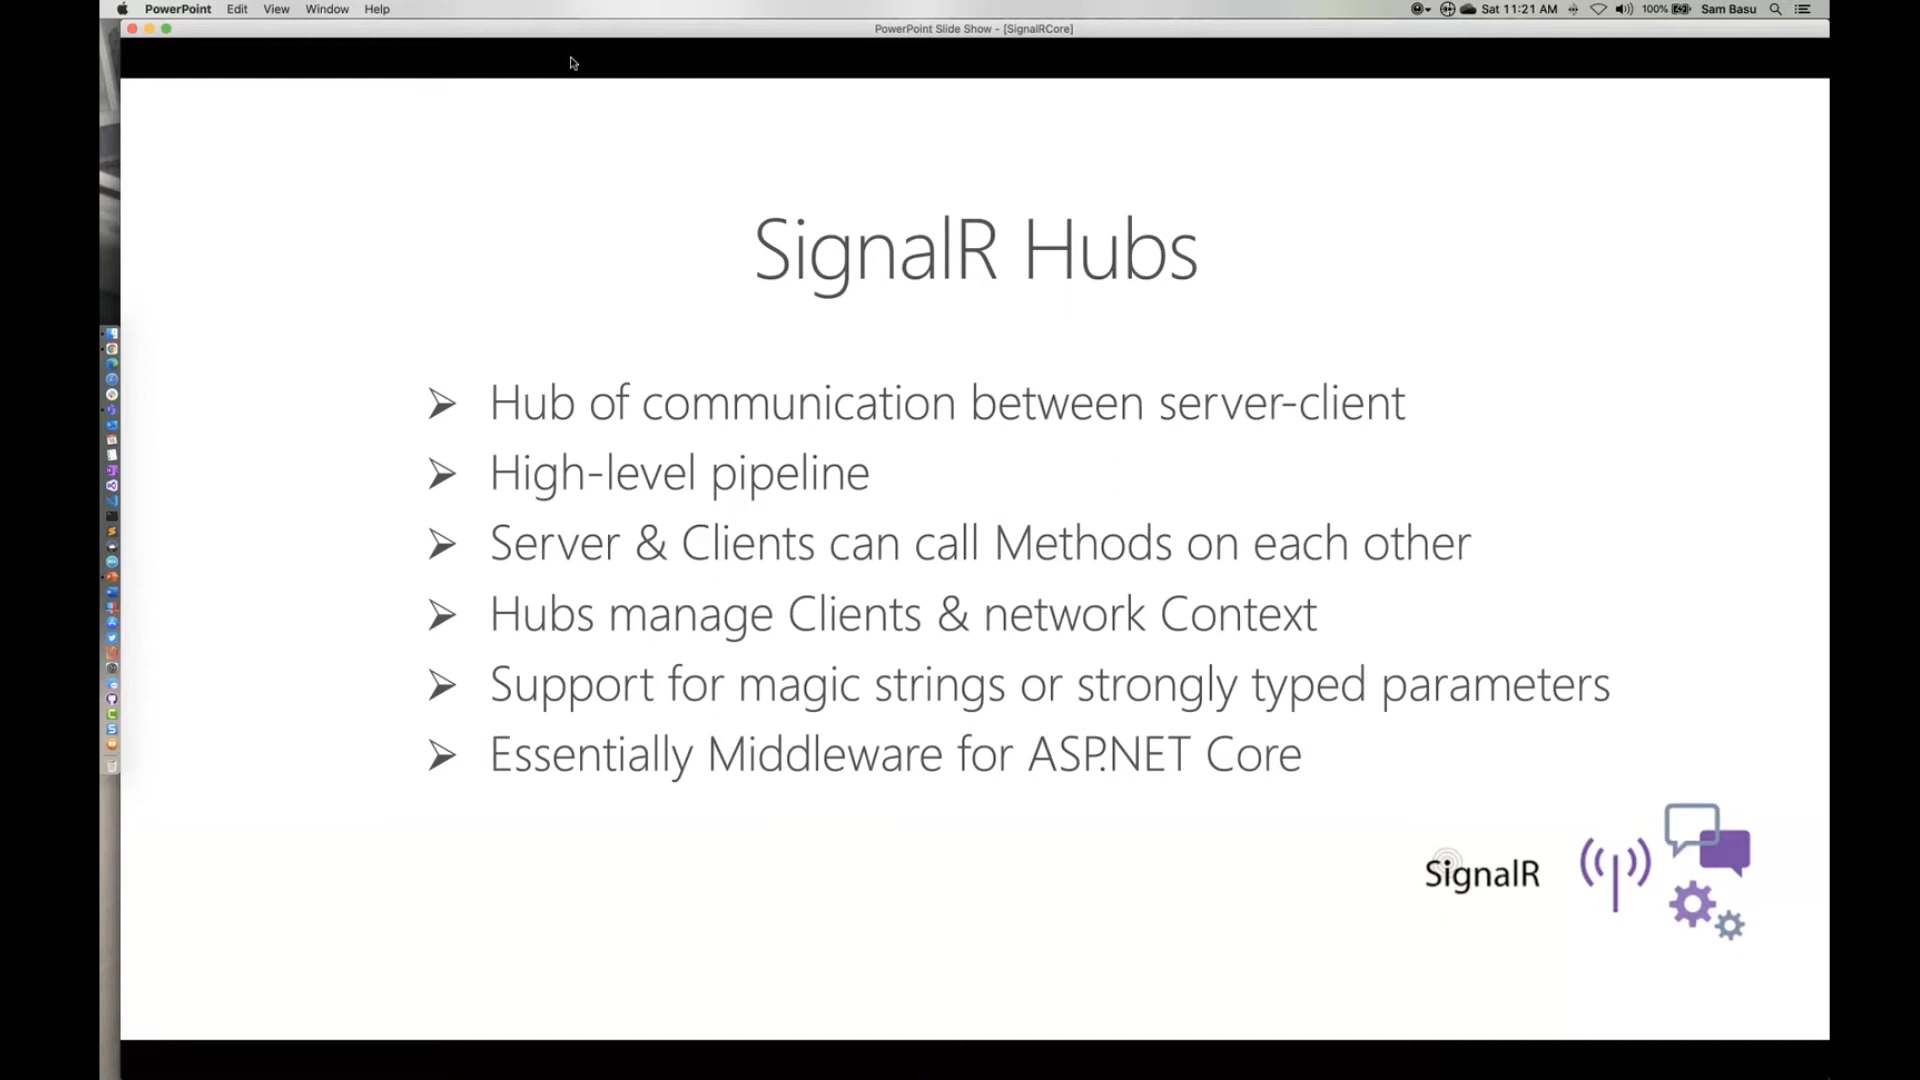 PowerPoint Edit View Window Help
Sat 11:21 AM 100% Sam Basu
PowerPoint Slide Show - [SignalRCore]
SignalR Hubs
➢ Hub of communication between server-client
➢ High-level pipeline
➢ Server & Clients can call Methods on each other
➢ Hubs manage Clients & network Context
➢ Support for magic strings or strongly typed parameters
➢ Essentially Middleware for ASP.NET Core
SignalR